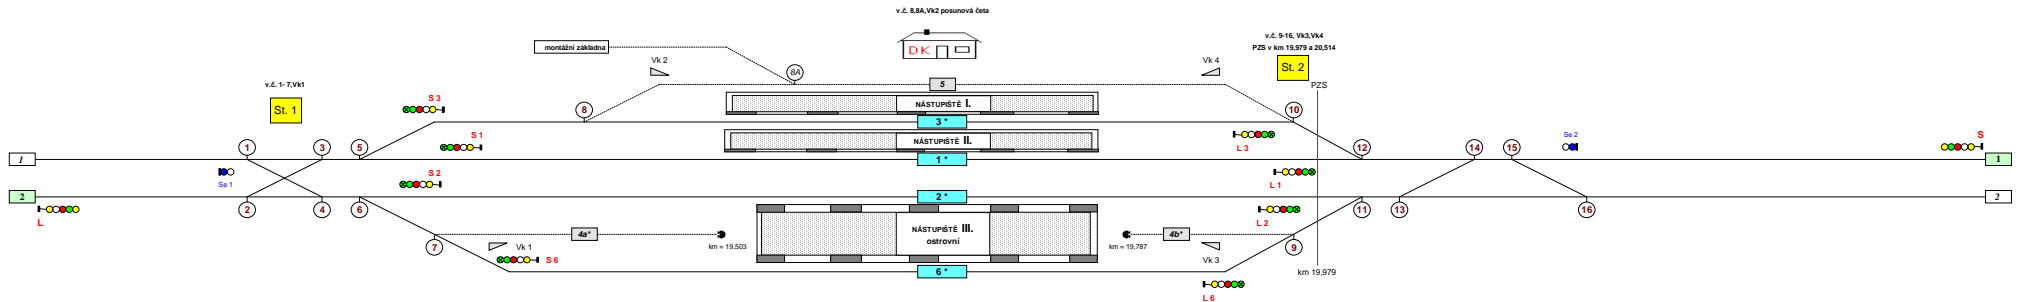 v.č. 8,8A,Vk2 posunová četa
v.č. 9-16, Vk3,Vk4
PZS v km 19,979 a 20,514
montážní základna
DK
Vk 2
8A
Vk 4
St. 2
v.č. 1- 7,Vk1
5
PZS
St. 1
S 3
8
NÁSTUPIŠTĚ I.
10
3 *
S 1
NÁSTUPIŠTĚ II.
L 3
Se 2
S
1
3
5
12
14
15
1
1 *
1
S 2
L 1
Se 1
2
2 *
2
L
2
4
6
L 2
11
13
16
NÁSTUPIŠTĚ III.
ostrovní
7
4a*
km = 19,503
km = 19,787
4b*
9
Vk 1
S 6
Vk 3
6 *
km 19,979
L 6